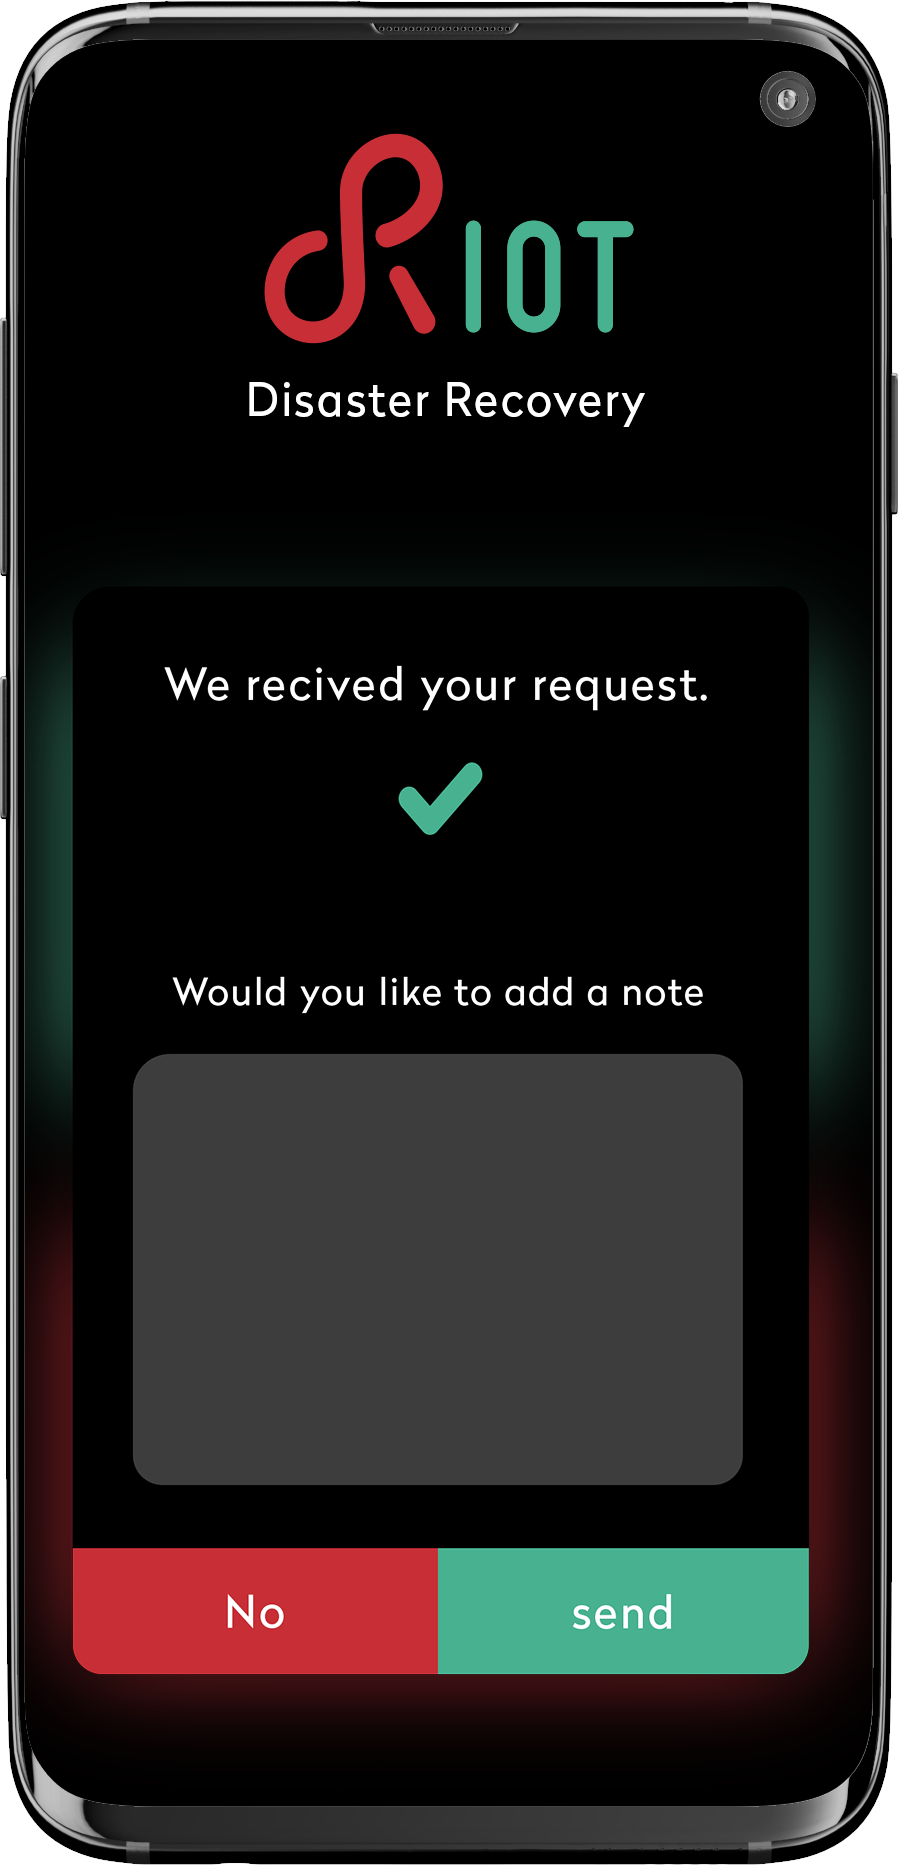 RIOT
Disaster Recovery
We recived your request.
Would you like to add a note
No
send